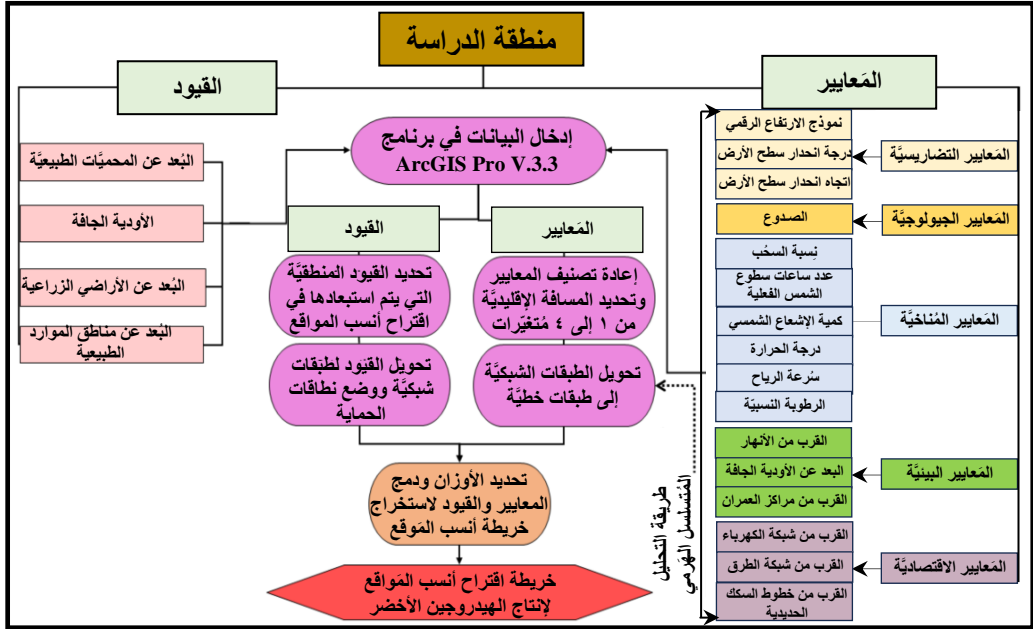 منطقة الدراسة
المَعايير
القيود
نموذج الارتفاع الرقمي
درجة انحدار سطح الأرض
اتجاه انحدار سطح الأرض
المَعايير التضاريسيَّة
الصدوع
المَعايير الجيولوجيَّة
نِسبة السحُب
عدد ساعات سطوع
الشمس الفعلية
كمية الإشعاع الشمسي
درجة الحرارة
سُرعة الرياح
الرطوبة النسبيّة
المَعايير المُناخيَّة
القرب من الأنهار
البعد عن الأودية الجافة
القرب من مراكز العمران
المَعايير البيئيَّة
القرب من شبكة الكهرباء
القرب من شبكة الطرق
القرب من خطوط السكك
الحديدية
المَعايير الاقتصاديَّة
طريقة التحليل
المُتسلسل الهَرمي
إدخال البيانات في برنامج
ArcGIS Pro V.3.3
المَعايير
إعادة تصنيف المعايير
وتحديد المسافة الإقليديَّة
من ١ إلى ٤ مُتغيَّرات
تحويل الطبقات الشبكيَّة
إلى طبقات خطيَّة
القيود
تحديد القيوَد المنطقيَّة
التي يتم استبعادها في
اقتراح أنسب المواقع
تحويل القيَود لطبَقات
شبكيَّة ووضع نطاقات
الحماية
تحديد الأوزان ودمج
المعايير والقيود لاستخراج
خريطة أنسب المَوقع
خريطة اقتراح أنسب المَواقع
لإنتاج الهيدروجين الأخضر
البُعد عن المحميَّات الطبيعيَّة
الأودية الجافة
البُعد عن الأراضي الزراعية
البُعد عن مناطق الموارد
الطبيعية